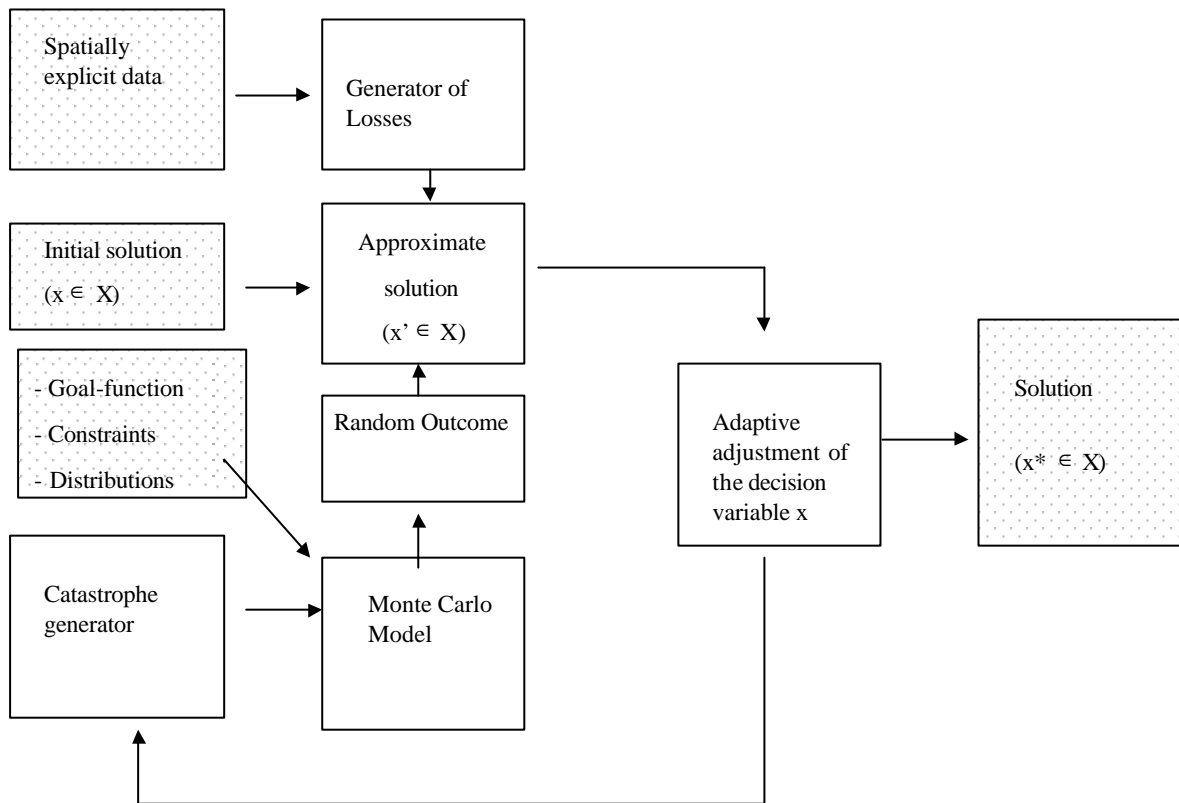 Spatially
explicit data
Generator of
Losses
Initial solution
(x ∈ X)
Approximate
solution
(x’ ∈ X)
- Goal-function
- Constraints
- Distributions
Random Outcome
Catastrophe
generator
Monte Carlo
Model
Adaptive
adjustment of
the decision
variable x
Solution
(x* ∈ X)